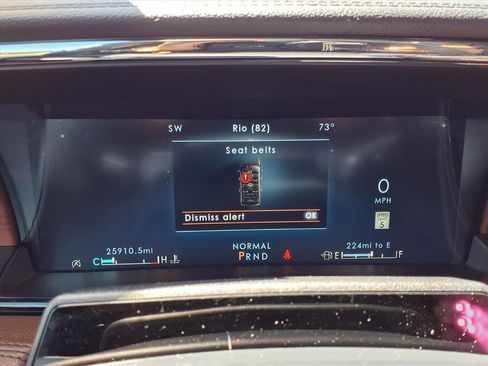 SW Rio (82) 73°
Seat belts
Dismiss alert OK
0
MPH
SPEED
LIMIT
5
25910.5mi NORMAL 224mi to E
C H PRND E F